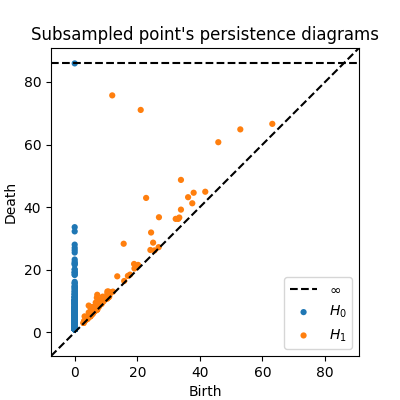 Subsampled point's persistence diagrams
Death
80
60
40
20
0
∞
H₀
H₁
0 20 40 60 80
Birth